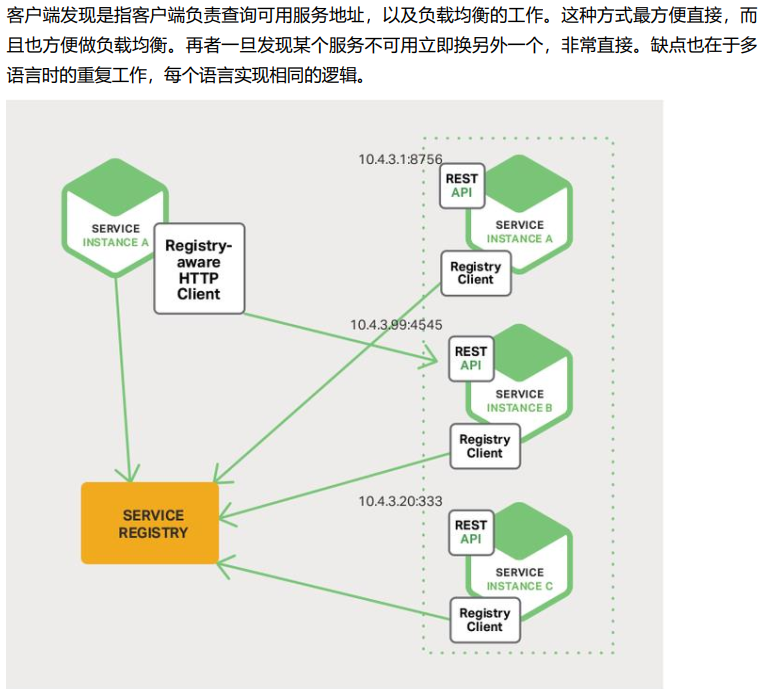 客户端发现是指客户端负责查询可用服务地址，以及负载均衡的工作。这种方式最方便直接，而
且也方便做负载均衡。再者一旦发现某个服务不可用立即换另外一个，非常直接。缺点也在于多
语言时的重复工作，每个语言实现相同的逻辑。
10.4.3.1:8756
REST
API
SERVICE
INSTANCE A
SERVICE
INSTANCE A
Registry-
aware
HTTP
Client
Registry
Client
10.4.3.99:4545
REST
API
SERVICE
INSTANCE B
Registry
Client
10.4.3.20:333
SERVICE
REGISTRY
REST
API
SERVICE
INSTANCE C
Registry
Client